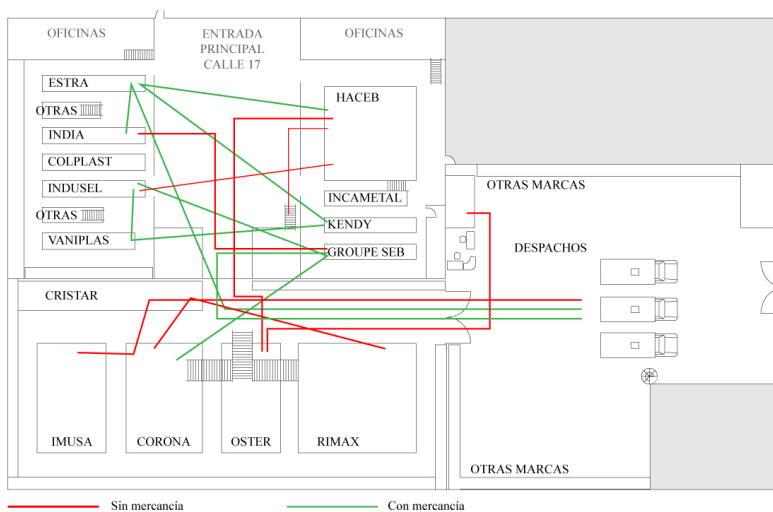 OFICINAS
ENTRADA
PRINCIPAL
CALLE 17
OFICINAS
ESTRA
OTRAS
INDIA
COLPLAST
INDUSEL
OTRAS
VANIPLAS
HACEB
INCAMETAL
KENDY
GROUPE SEB
OTRAS MARCAS
DESPACHOS
CRISTAR
IMUSA
CORONA
OSTER
RIMAX
OTRAS MARCAS
Sin mercancía
Con mercancía